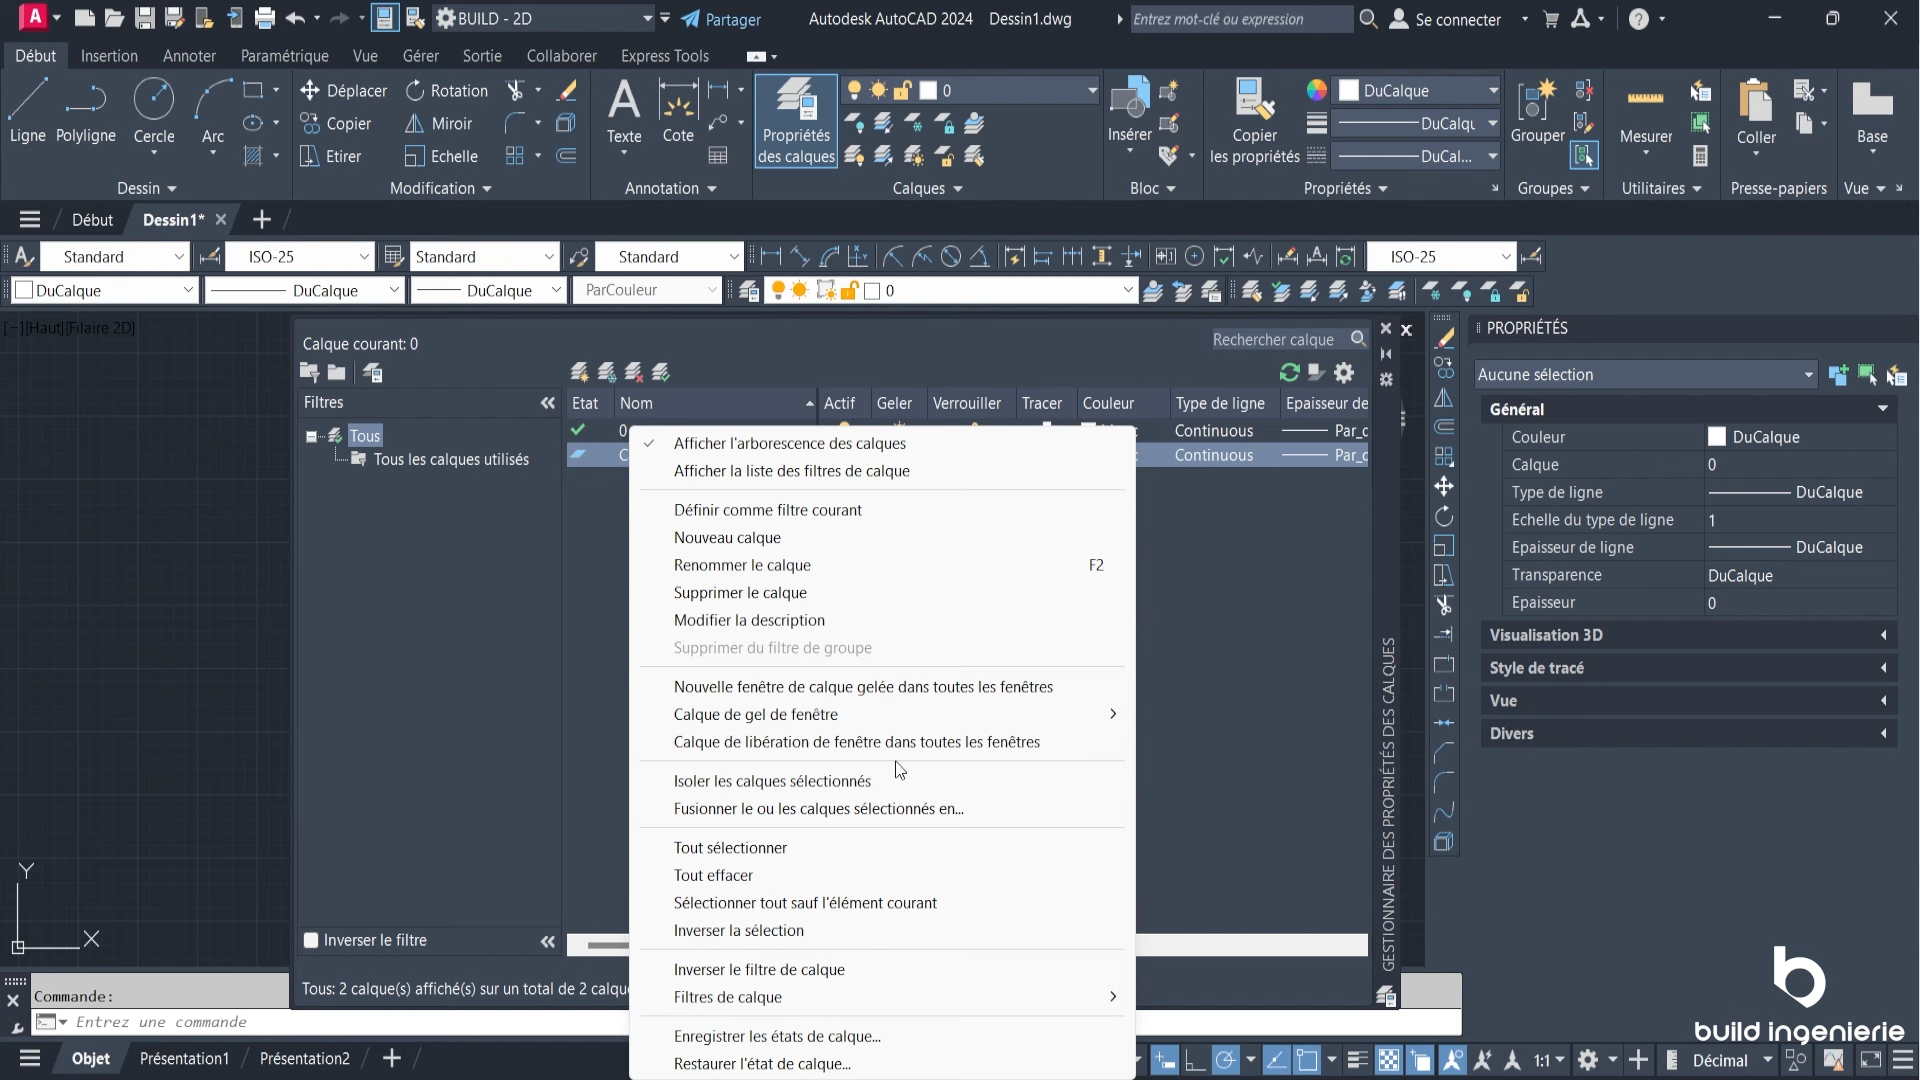 BUILD - 2D
Partager
Autodesk AutoCAD 2024 Dessin1.dwg
Entrez mot-clé ou expression
Se connecter
Début Insertion Annoter Paramétrique Vue Gérer Sortie Collaborer Express Tools
Ligne Polyligne Cercle Arc
Déplacer Rotation
Copier Miroir
Etirer Echelle
Texte Cote
Propriétés
des calques
0
Insérer
Copier
les propriétés
DuCalque
DuCalqu
DuCal...
Grouper
Mesurer
Coller
Base
Dessin Modification Annotation Calques Bloc Propriétés Groupes Utilitaires Presse-papiers Vue
Début Dessin1*
Standard ISO-25 Standard Standard ISO-25
DuCalque DuCalque DuCalque ParCouleur 0
[−][Haut][Filaire 2D]
Calque courant: 0
Rechercher calque
Filtres
Tous
Tous les calques utilisés
Inverser le filtre
Etat Nom Actif Geler Verrouiller Tracer Couleur Type de ligne Epaisseur de
0 Continuous Par_c
C Continuous Par_c
Tous: 2 calque(s) affiché(s) sur un total de 2 calqu
Afficher l'arborescence des calques
Afficher la liste des filtres de calque
Définir comme filtre courant
Nouveau calque
Renommer le calque F2
Supprimer le calque
Modifier la description
Supprimer du filtre de groupe
Nouvelle fenêtre de calque gelée dans toutes les fenêtres
Calque de gel de fenêtre
Calque de libération de fenêtre dans toutes les fenêtres
Isoler les calques sélectionnés
Fusionner le ou les calques sélectionnés en...
Tout sélectionner
Tout effacer
Sélectionner tout sauf l'élément courant
Inverser la sélection
Inverser le filtre de calque
Filtres de calque
Enregistrer les états de calque...
Restaurer l'état de calque...
GESTIONNAIRE DES PROPRIÉTÉS DES CALQUES
PROPRIÉTÉS
Aucune sélection
Général
Couleur DuCalque
Calque 0
Type de ligne DuCalque
Echelle du type de ligne 1
Epaisseur de ligne DuCalque
Transparence DuCalque
Epaisseur 0
Visualisation 3D
Style de tracé
Vue
Divers
Y
X
Commande:
Entrez une commande
build ingenierie
Objet Présentation1 Présentation2
1:1
Décimal